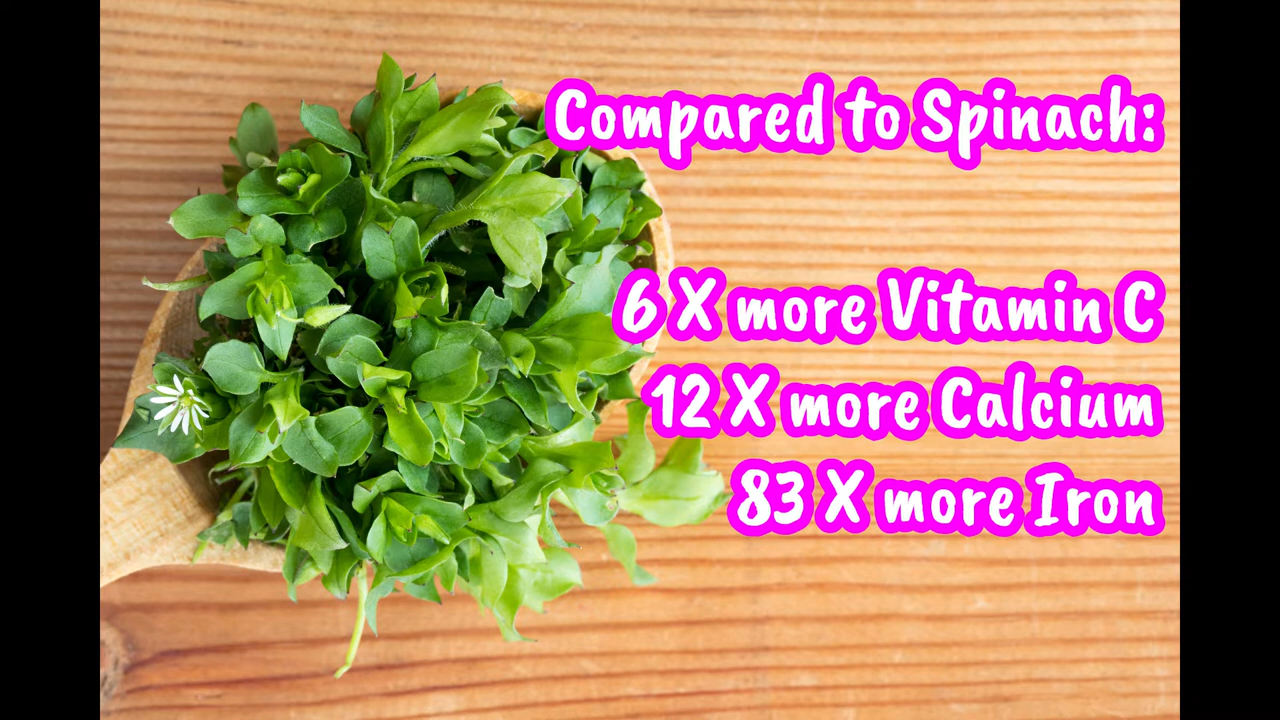 Compared to Spinach:
6 X more Vitamin C
12 X more Calcium
83 X more Iron